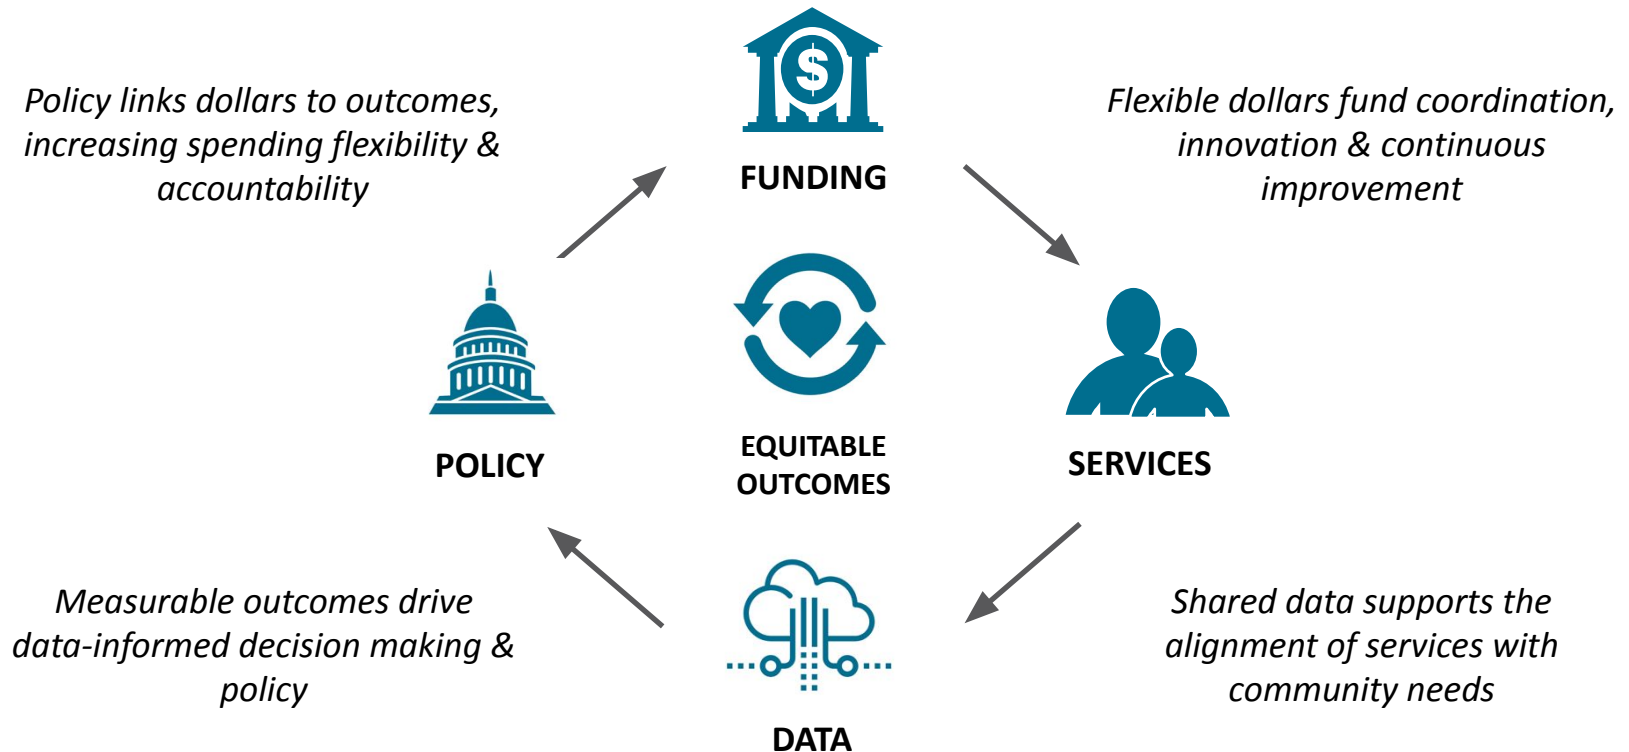 Policy links dollars to outcomes,
increasing spending flexibility &
accountability
$
FUNDING
Flexible dollars fund coordination,
innovation & continuous
improvement
POLICY
EQUITABLE
OUTCOMES
SERVICES
Measurable outcomes drive
data-informed decision making &
policy
DATA
Shared data supports the
alignment of services with
community needs